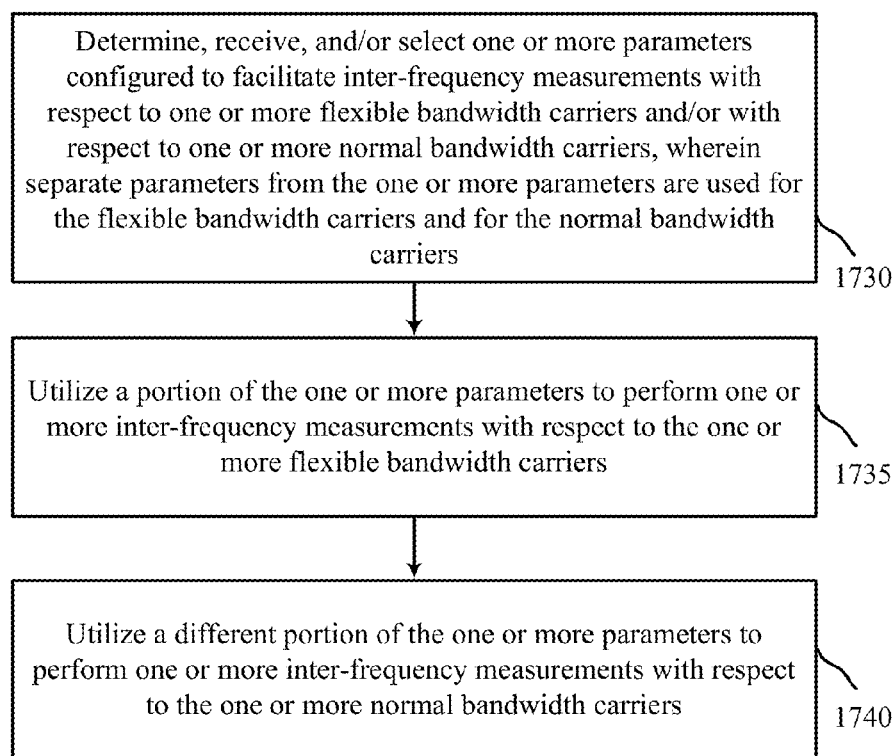 Determine, receive, and/or select one or more parameters
configured to facilitate inter-frequency measurements with
respect to one or more flexible bandwidth carriers and/or with
respect to one or more normal bandwidth carriers, wherein
separate parameters from the one or more parameters are used for
the flexible bandwidth carriers and for the normal bandwidth
carriers
1730
Utilize a portion of the one or more parameters to perform one or
more inter-frequency measurements with respect to the one or
more flexible bandwidth carriers
1735
Utilize a different portion of the one or more parameters to
perform one or more inter-frequency measurements with respect
to the one or more normal bandwidth carriers
1740